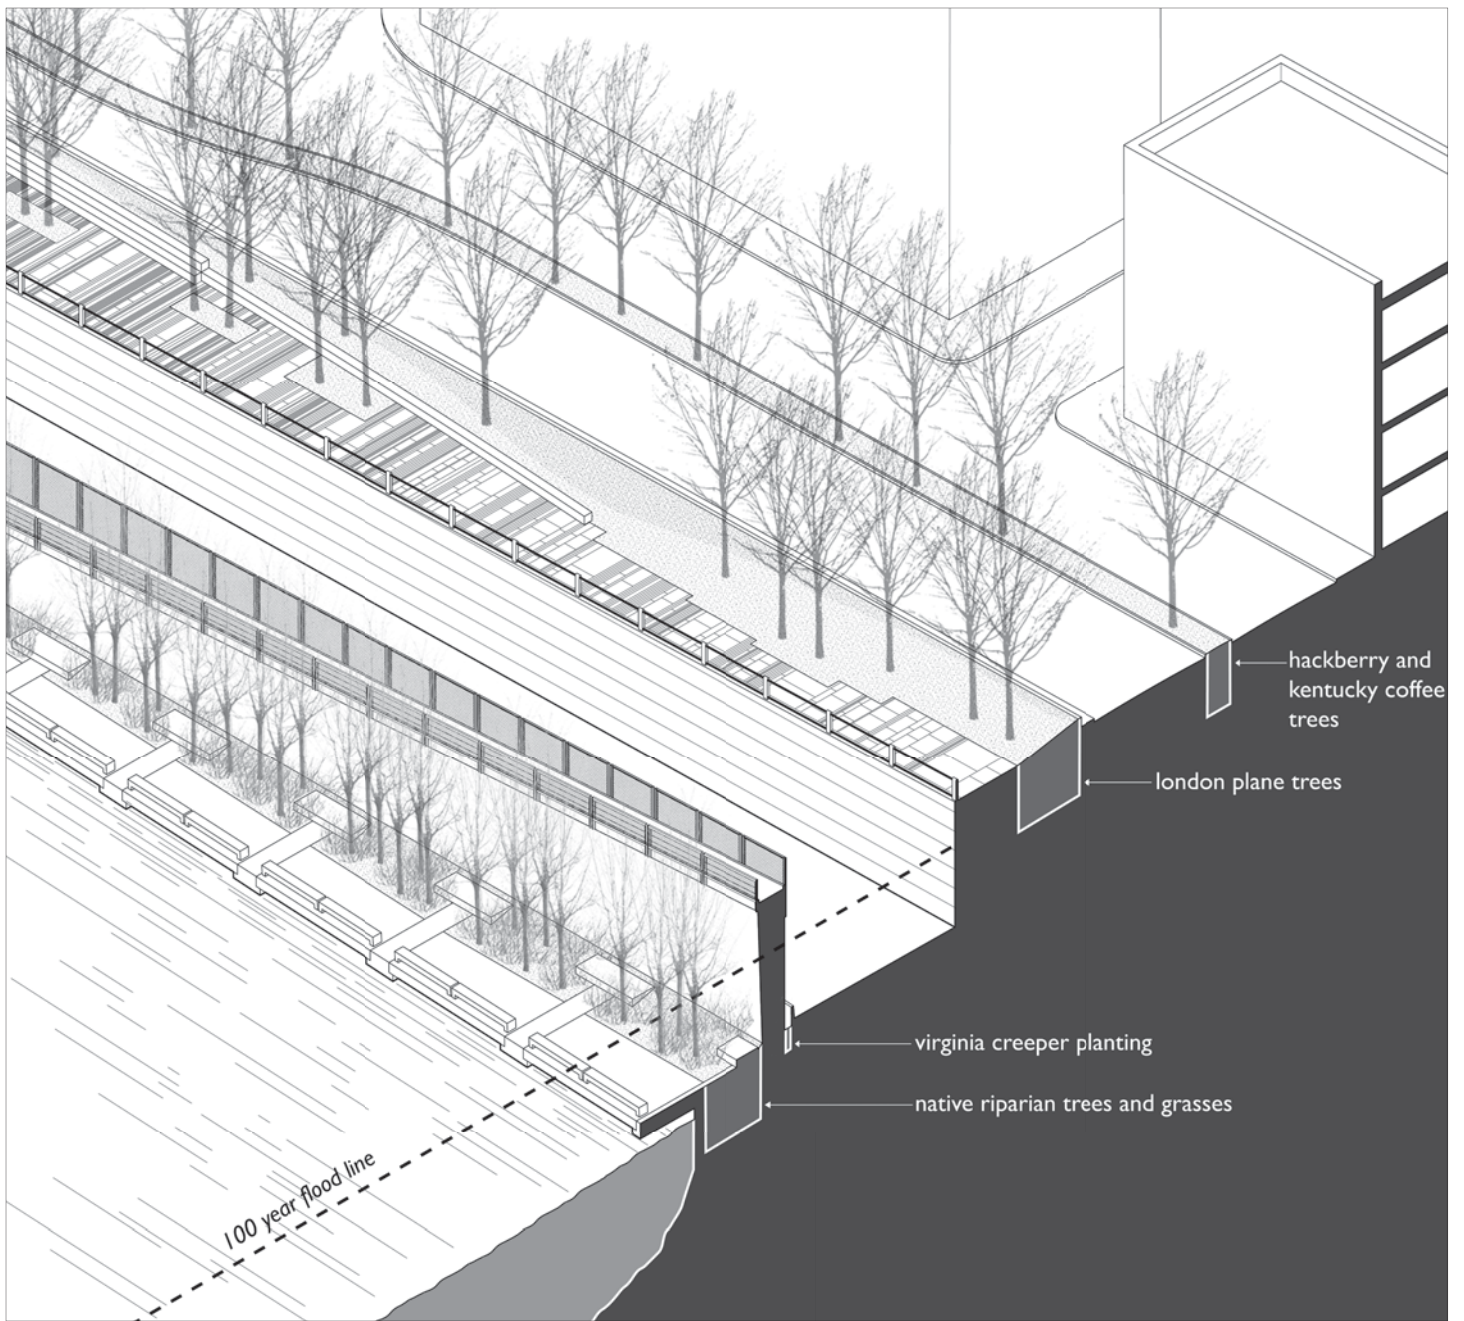 hackberry and
kentucky coffee
trees
london plane trees
virginia creeper planting
native riparian trees and grasses
100 year flood line